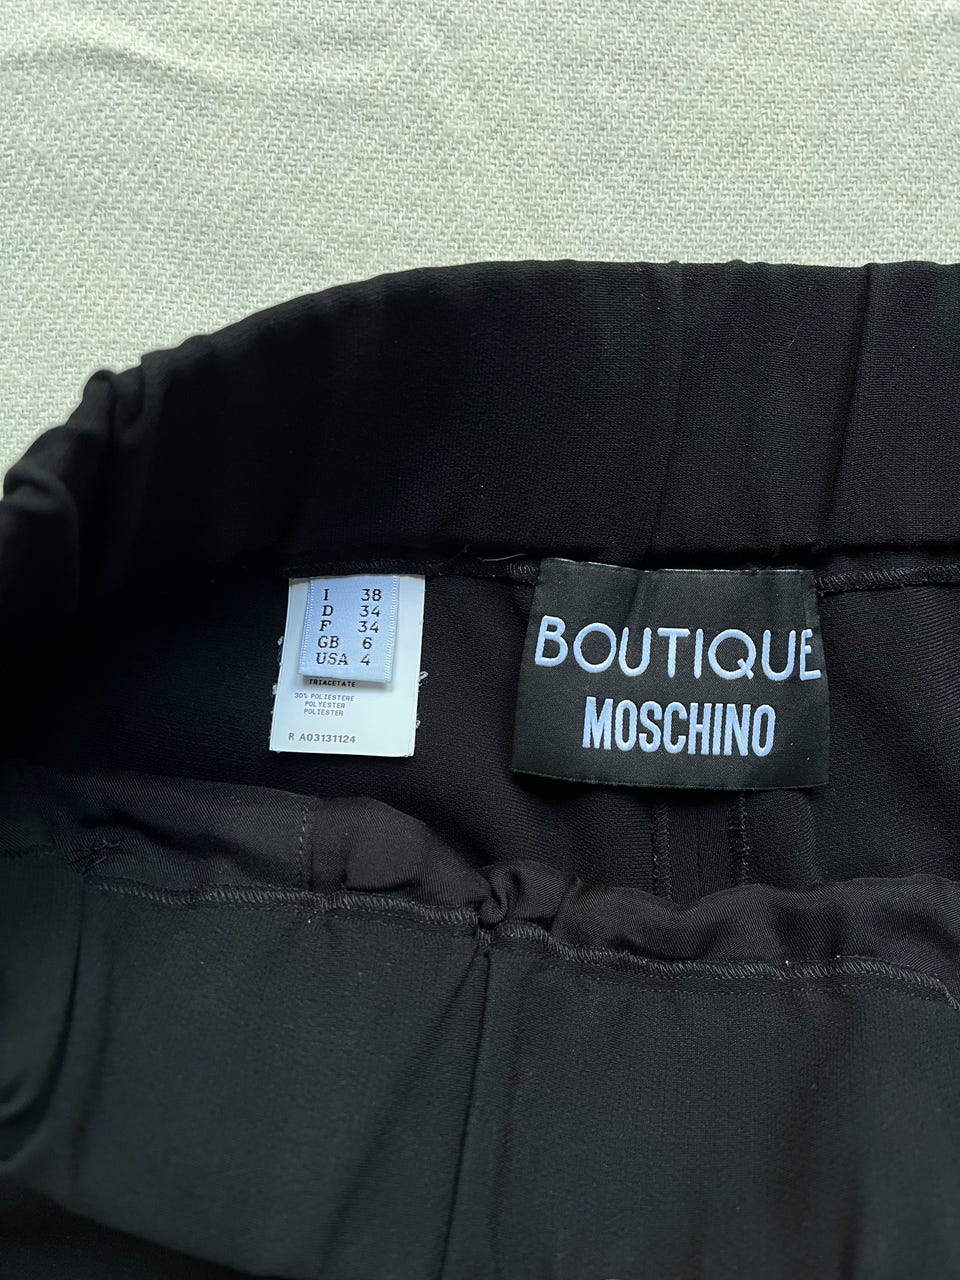 I 38
D 34
F 34
GB 6
USA 4
TRIACETATE
30% POLIESTERE
POLYESTER
POLIESTER
R A03131124
BOUTIQUE
MOSCHINO